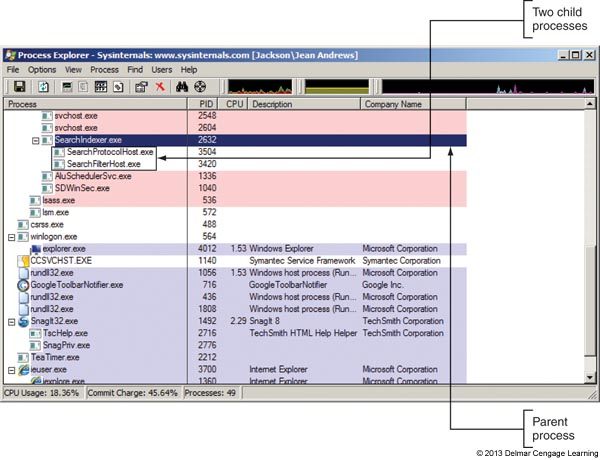 Two child
processes
Process Explorer - Sysinternals: www.sysinternals.com [Jackson\Jean Andrews]
File Options View Process Find Users Help
Process PID CPU Description Company Name
svchost.exe 2548
svchost.exe 2604
SearchIndexer.exe 2632
SearchProtocolHost.exe 3504
SearchFilterHost.exe 3420
AluSchedulerSvc.exe 1336
SDWinSec.exe 1040
lsass.exe 536
lsm.exe 572
csrss.exe 488
winlogon.exe 564
explorer.exe 4012 1.53 Windows Explorer Microsoft Corporation
CCSVCHST.EXE 1140 Symantec Service Framework Symantec Corporation
rundll32.exe 1056 1.53 Windows host process (Run... Microsoft Corporation
GoogleToolbarNotifier.exe 716 GoogleToolbarNotifier Google Inc.
rundll32.exe 436 Windows host process (Run... Microsoft Corporation
rundll32.exe 1808 Windows host process (Run... Microsoft Corporation
SnagIt32.exe 1492 2.29 SnagIt 8 TechSmith Corporation
TscHelp.exe 2716 TechSmith HTML Help Helper TechSmith Corporation
SnagPriv.exe 2776
TeaTimer.exe 2212
ieuser.exe 3700 Internet Explorer Microsoft Corporation
iexplore.exe 1360 Internet Explorer Microsoft Corporation
CPU Usage: 18.36% Commit Charge: 45.64% Processes: 49
Parent
process
© 2013 Delmar Cengage Learning